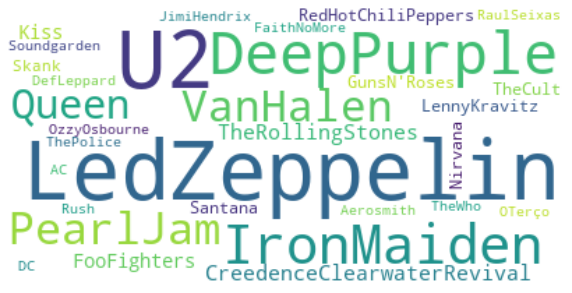 JimiHendrix
RedHotChiliPeppers
RaulSeixas
Kiss
FaithNoMore
Soundgarden
U2
DeepPurple
Skank
DefLeppard
GunsN'Roses
TheCult
Queen
VanHalen
LennyKravitz
OzzyOsbourne
TheRollingStones
ThePolice
Nirvana
LedZeppelin
AC
Rush
Santana
Aerosmith
TheWho
OTerço
PearlJam
IronMaiden
FooFighters
DC
CreedenceClearwaterRevival